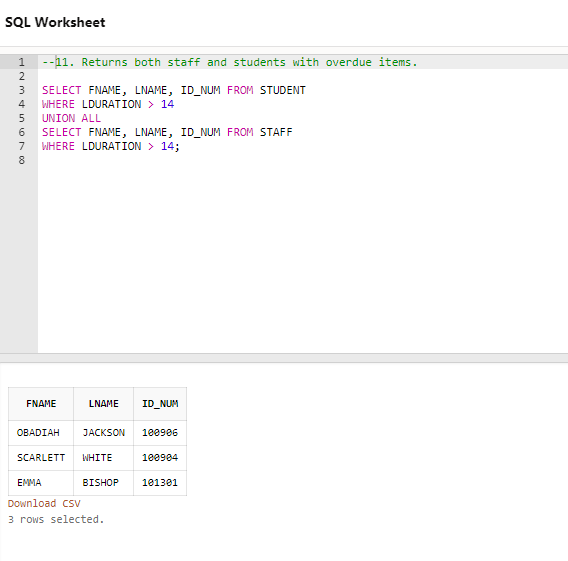 SQL Worksheet
1 --11. Returns both staff and students with overdue items.
2
3 SELECT FNAME, LNAME, ID_NUM FROM STUDENT
4 WHERE LDURATION > 14
5 UNION ALL
6 SELECT FNAME, LNAME, ID_NUM FROM STAFF
7 WHERE LDURATION > 14;
8
FNAME LNAME ID_NUM
OBADIAH JACKSON 100906
SCARLETT WHITE 100904
EMMA BISHOP 101301
Download CSV
3 rows selected.